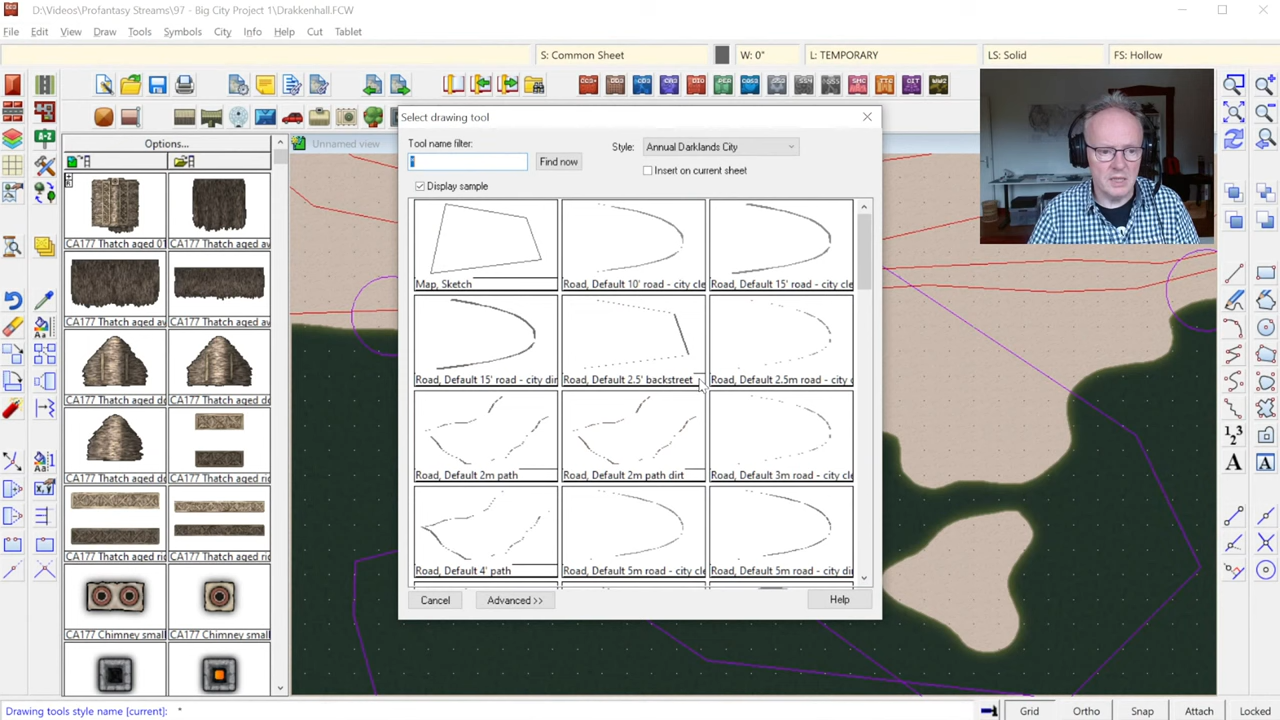 D:\Videos\Profantasy Streams\97 - Big City Project 1\Drakkenhall.FCW
File Edit View Draw Tools Symbols City Info Help Cut Tablet
S: Common Sheet W: 0" L: TEMPORARY LS: Solid FS: Hollow
Options...
Unnamed view
CA177 Thatch aged 01
CA177 Thatch aged av
CA177 Thatch aged av
CA177 Thatch aged av
CA177 Thatch aged do
CA177 Thatch aged do
CA177 Thatch aged do
CA177 Thatch aged ric
CA177 Thatch aged ric
CA177 Thatch aged ric
CA177 Chimney small
CA177 Chimney small
Select drawing tool
Tool name filter:
*
Find now
Style: Annual Darklands City
Insert on current sheet
Display sample
Map, Sketch
Road, Default 10' road - city cle
Road, Default 15' road - city cle
Road, Default 15' road - city dir
Road, Default 2.5' backstreet
Road, Default 2.5m road - city c
Road, Default 2m path
Road, Default 2m path dirt
Road, Default 3m road - city cle
Road, Default 4' path
Road, Default 5m road - city cle
Road, Default 5m road - city dir
Cancel Advanced >> Help
Drawing tools style name [current]: *
Grid Ortho Snap Attach Locked